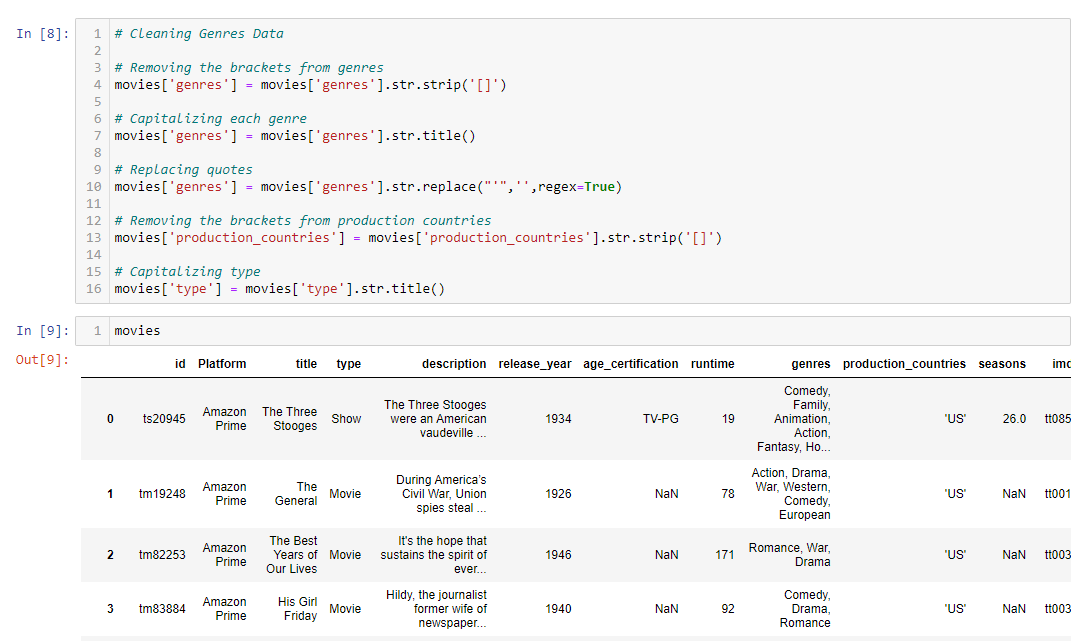 In [8]:
1 # Cleaning Genres Data
2
3 # Removing the brackets from genres
4 movies['genres'] = movies['genres'].str.strip('[]')
5
6 # Capitalizing each genre
7 movies['genres'] = movies['genres'].str.title()
8
9 # Replacing quotes
10 movies['genres'] = movies['genres'].str.replace("'",'',regex=True)
11
12 # Removing the brackets from production countries
13 movies['production_countries'] = movies['production_countries'].str.strip('[]')
14
15 # Capitalizing type
16 movies['type'] = movies['type'].str.title()
In [9]:
1 movies
Out[9]:
id Platform title type description release_year age_certification runtime genres production_countries seasons imd
0 ts20945 Amazon Prime The Three Stooges Show The Three Stooges were an American vaudeville ... 1934 TV-PG 19 Comedy, Family, Animation, Action, Fantasy, Ho... 'US' 26.0 tt085
1 tm19248 Amazon Prime The General Movie During America's Civil War, Union spies steal ... 1926 NaN 78 Action, Drama, War, Western, Comedy, European 'US' NaN tt001
2 tm82253 Amazon Prime The Best Years of Our Lives Movie It's the hope that sustains the spirit of ever... 1946 NaN 171 Romance, War, Drama 'US' NaN tt003
3 tm83884 Amazon Prime His Girl Friday Movie Hildy, the journalist former wife of newspaper... 1940 NaN 92 Comedy, Drama, Romance 'US' NaN tt003